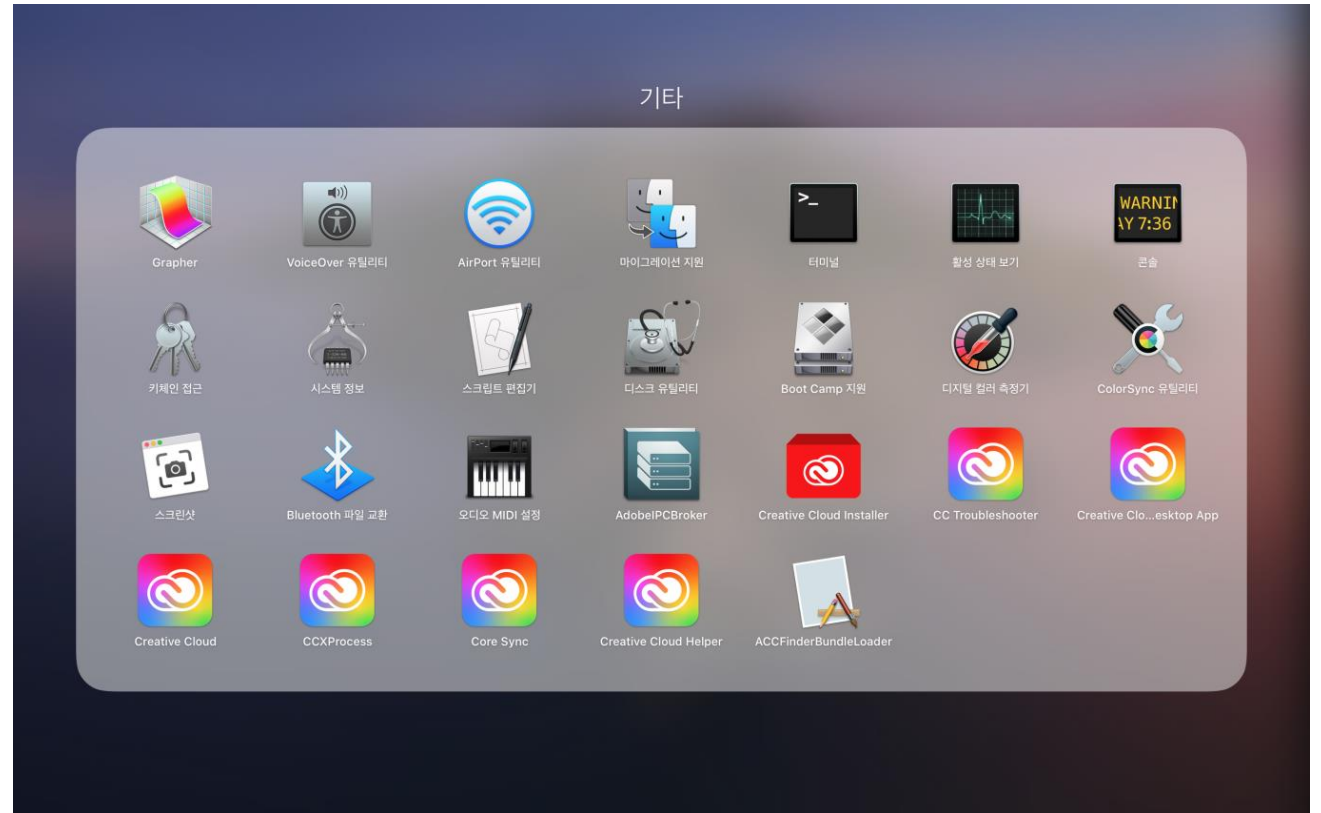 기타
>_
WARNIN
AY 7:36
Grapher
VoiceOver 유틸리티
AirPort 유틸리티
마이그레이션 지원
터미널
활성 상태 보기
콘솔
키체인 접근
시스템 정보
스크립트 편집기
디스크 유틸리티
Boot Camp 지원
디지털 컬러 측정기
ColorSync 유틸리티
스크린샷
Bluetooth 파일 교환
오디오 MIDI 설정
AdobeIPCBroker
Creative Cloud Installer
CC Troubleshooter
Creative Clo...esktop App
Creative Cloud
CCXProcess
Core Sync
Creative Cloud Helper
ACCFinderBundleLoader